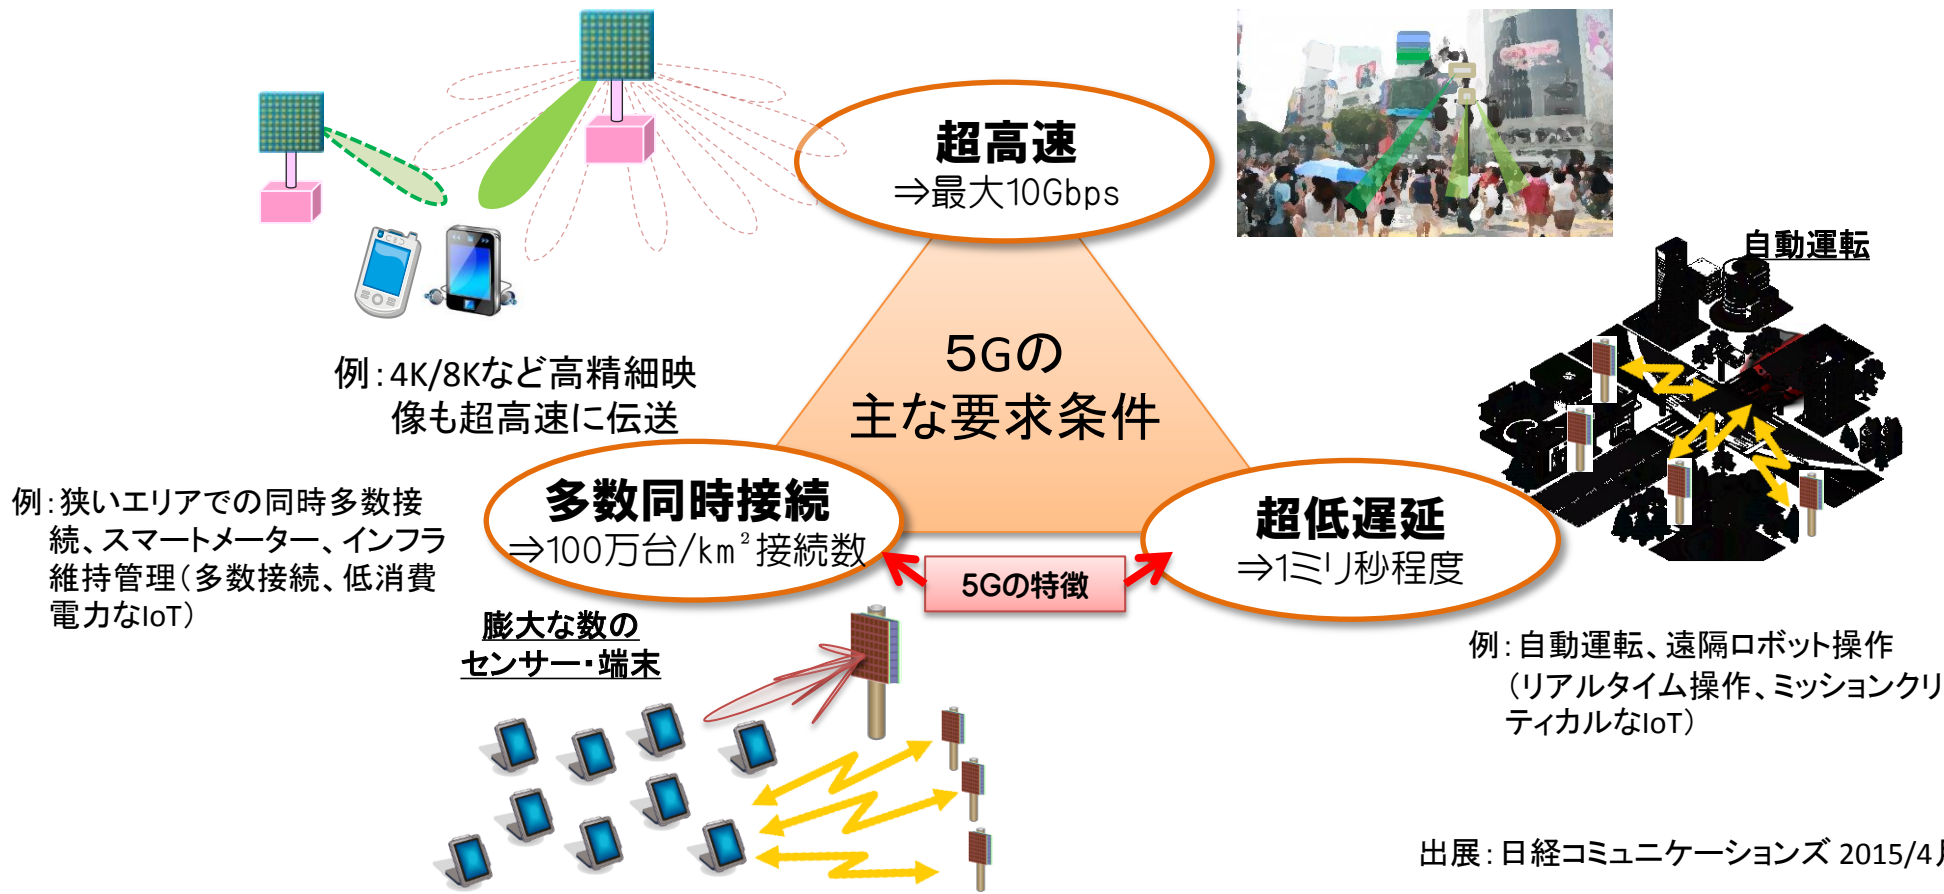 超高速
⇒最大10Gbps
自動運転
5Gの
主な要求条件
例：4K/8Kなど高精細映
像も超高速に伝送
多数同時接続
⇒100万台/km²接続数
超低遅延
⇒1ミリ秒程度
5Gの特徴
例：狭いエリアでの同時多数接
続、スマートメーター、インフラ
維持管理（多数接続、低消費
電力なIoT）
膨大な数の
センサー・端末
例：自動運転、遠隔ロボット操作
（リアルタイム操作、ミッションクリ
ティカルなIoT）
出展：日経コミュニケーションズ 2015/4月